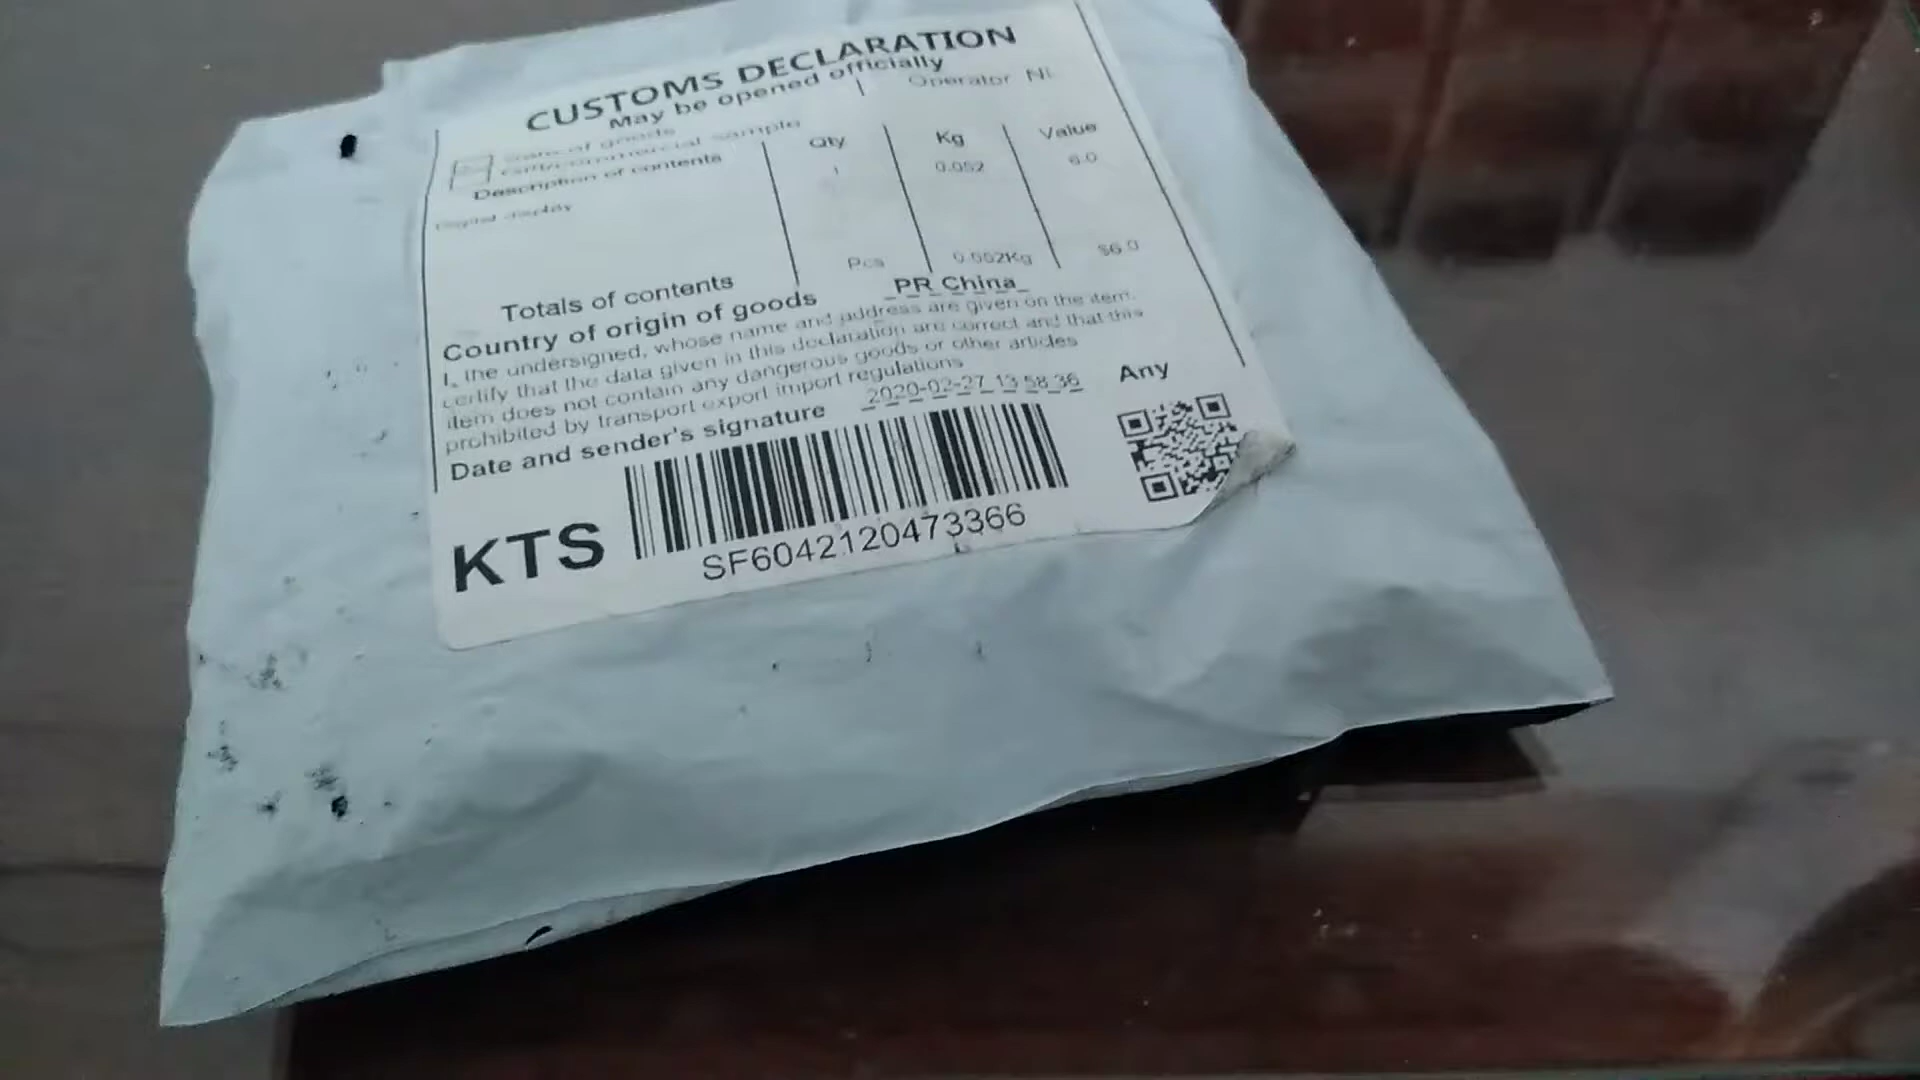 CUSTOMS DECLARATION
May be opened officially
Operator NL
commercial sample
Description of contents Qty Kg Value
display 1 0.052 6.0
Totals of contents Pcs 0.052Kg $6.0
Country of origin of goods PR China
I, the undersigned, whose name and address are given on the item.
certify that the data given in this declaration are correct and that this
item does not contain any dangerous goods or other articles
prohibited by transport export import regulations
Date and sender's signature 2020-02-27 13 58 36 Any
KTS
SF6042120473366